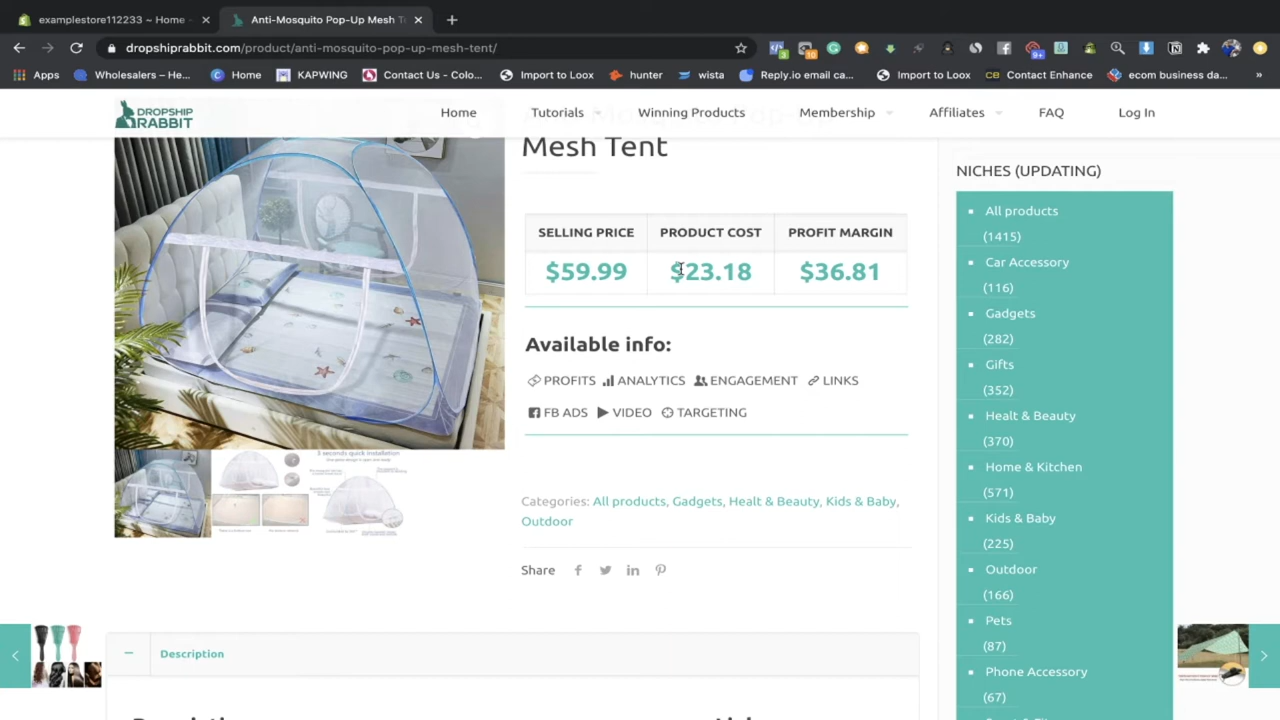 examplestore112233 ~ Home
Anti-Mosquito Pop-Up Mesh T
dropshiprabbit.com/product/anti-mosquito-pop-up-mesh-tent/
Apps
Wholesalers – He...
Home
KAPWING
Contact Us - Colo...
Import to Loox
hunter
wista
Reply.io email ca...
Import to Loox
Contact Enhance
ecom business da...
DROPSHIP
RABBIT
Home
Tutorials
Winning Products
Membership
Affiliates
FAQ
Log In
Mesh Tent
SELLING PRICE PRODUCT COST PROFIT MARGIN
$59.99 $23.18 $36.81
Available info:
PROFITS ANALYTICS ENGAGEMENT LINKS
FB ADS VIDEO TARGETING
3 seconds quick installation
Categories: All products, Gadgets, Healt & Beauty, Kids & Baby,
Outdoor
Share
Description
NICHES (UPDATING)
All products
(1415)
Car Accessory
(116)
Gadgets
(282)
Gifts
(352)
Healt & Beauty
(370)
Home & Kitchen
(571)
Kids & Baby
(225)
Outdoor
(166)
Pets
(87)
Phone Accessory
(67)